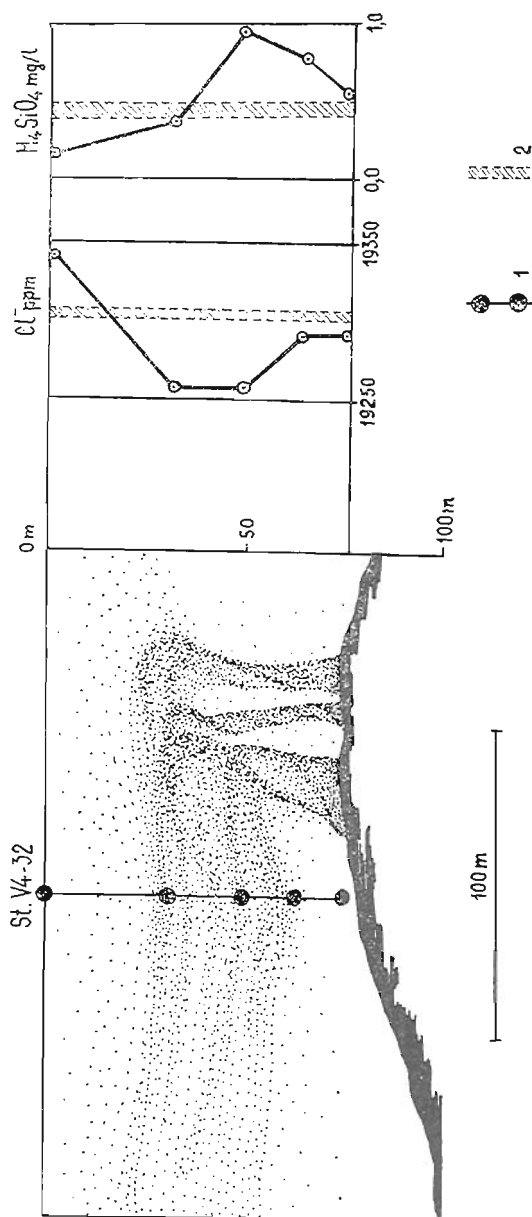 St. V4-32
0 m
50
100 m
100 m
Cl⁻ ppm
19250
19350
H₄SiO₄ mg/l
0,0
1,0
1
2